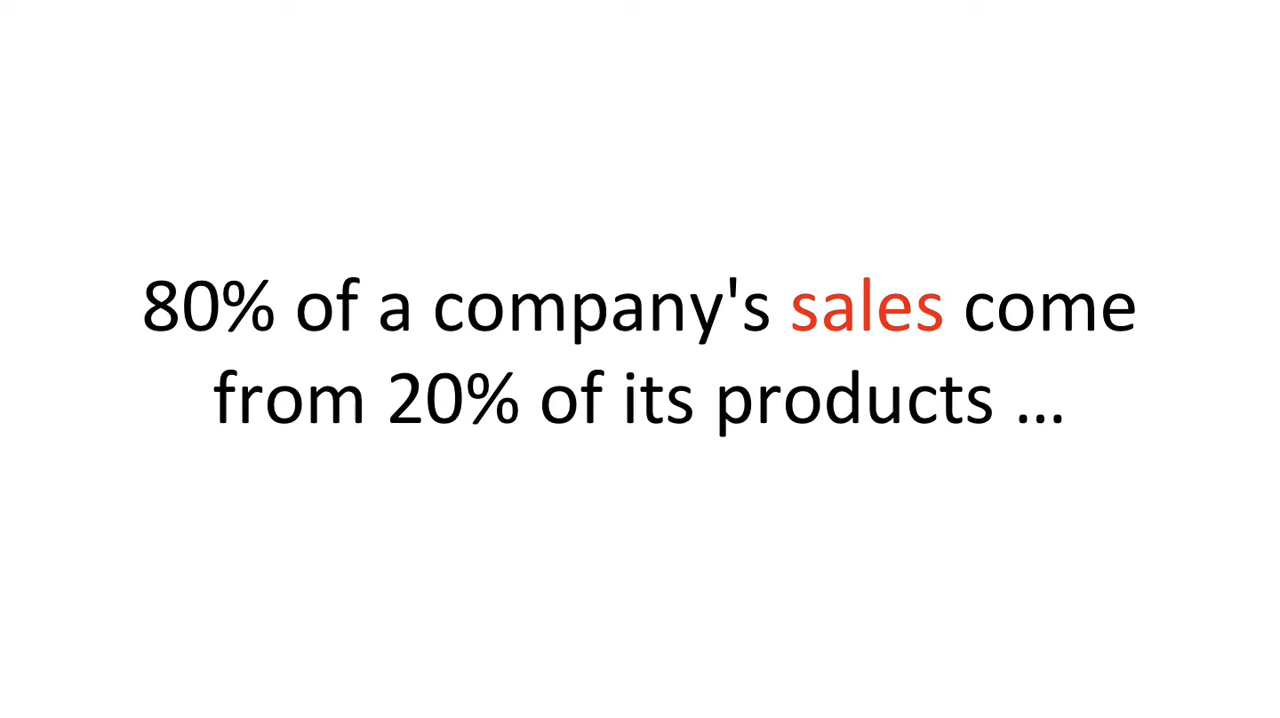 80% of a company's sales come
from 20% of its products ...